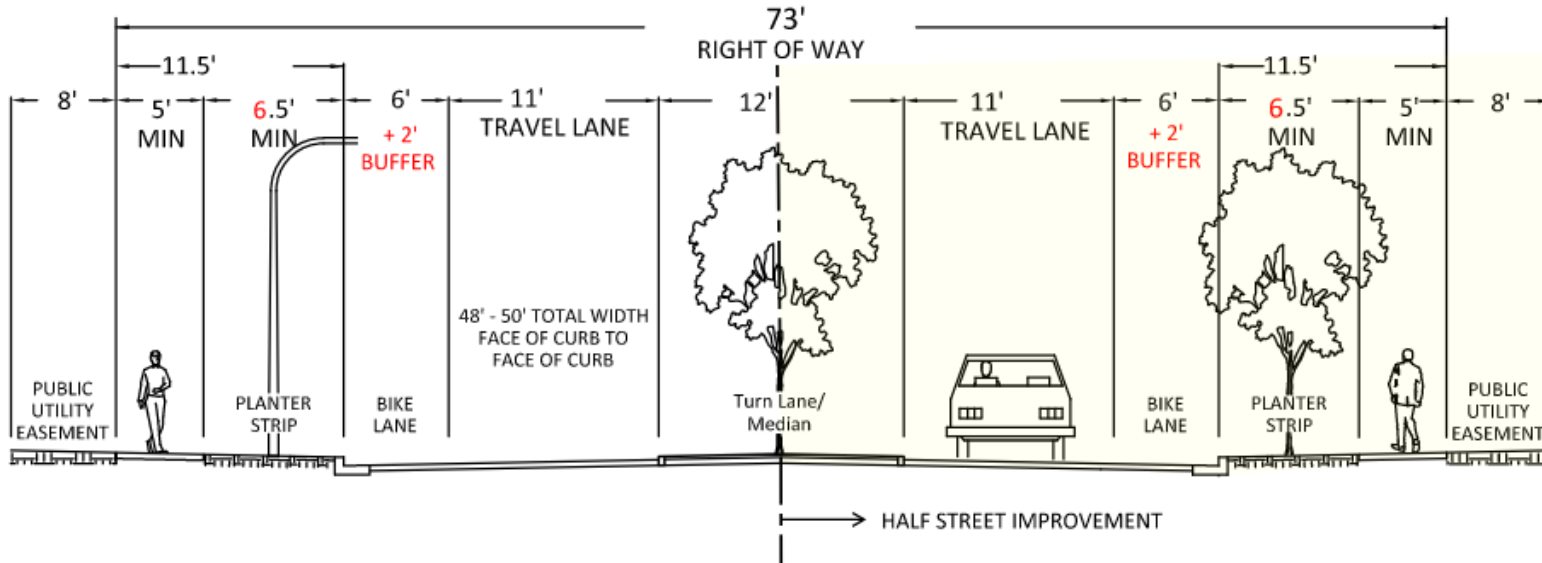 73'
RIGHT OF WAY
11.5'
11.5'
8'
5'
MIN
6.5'
MIN
6'
+ 2'
BUFFER
11'
TRAVEL LANE
12'
11'
TRAVEL LANE
6'
+ 2'
BUFFER
6.5'
MIN
5'
MIN
8'
48' - 50' TOTAL WIDTH
FACE OF CURB TO
FACE OF CURB
PUBLIC
UTILITY
EASEMENT
PLANTER
STRIP
BIKE
LANE
Turn Lane/
Median
BIKE
LANE
PLANTER
STRIP
PUBLIC
UTILITY
EASEMENT
HALF STREET IMPROVEMENT